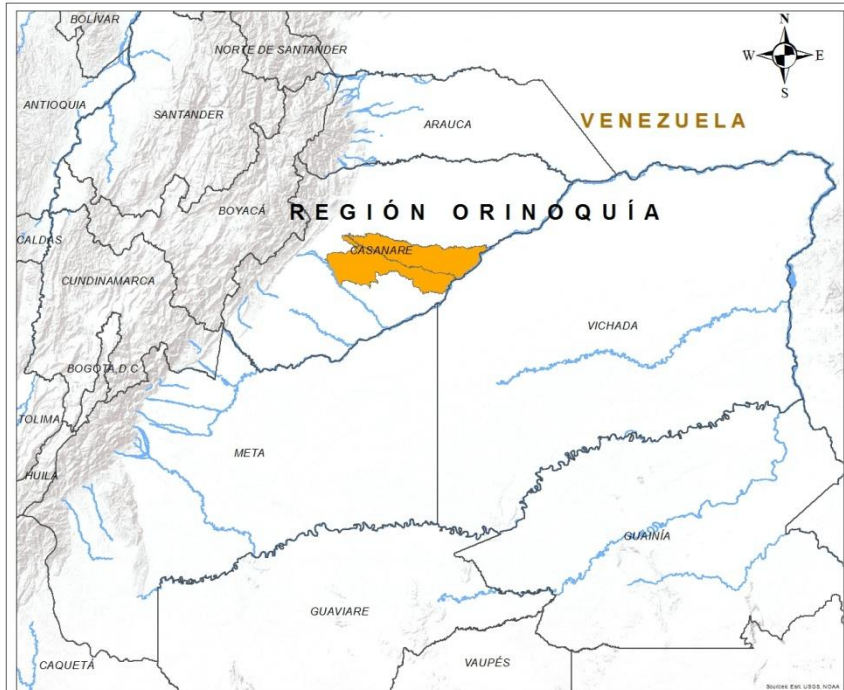 BOLÍVAR
N
NORTE DE SANTANDER
W E
S
ANTIOQUIA
SANTANDER
ARAUCA
VENEZUELA
BOYACÁ
REGIÓN ORINOQUÍA
CALDAS
CASANARE
CUNDINAMARCA
VICHADA
BOGOTA, D.C
TOLIMA
META
HUILA
GUAINÍA
GUAVIARE
CAQUETÁ
VAUPÉS
Sources: Esri, USGS, NOAA